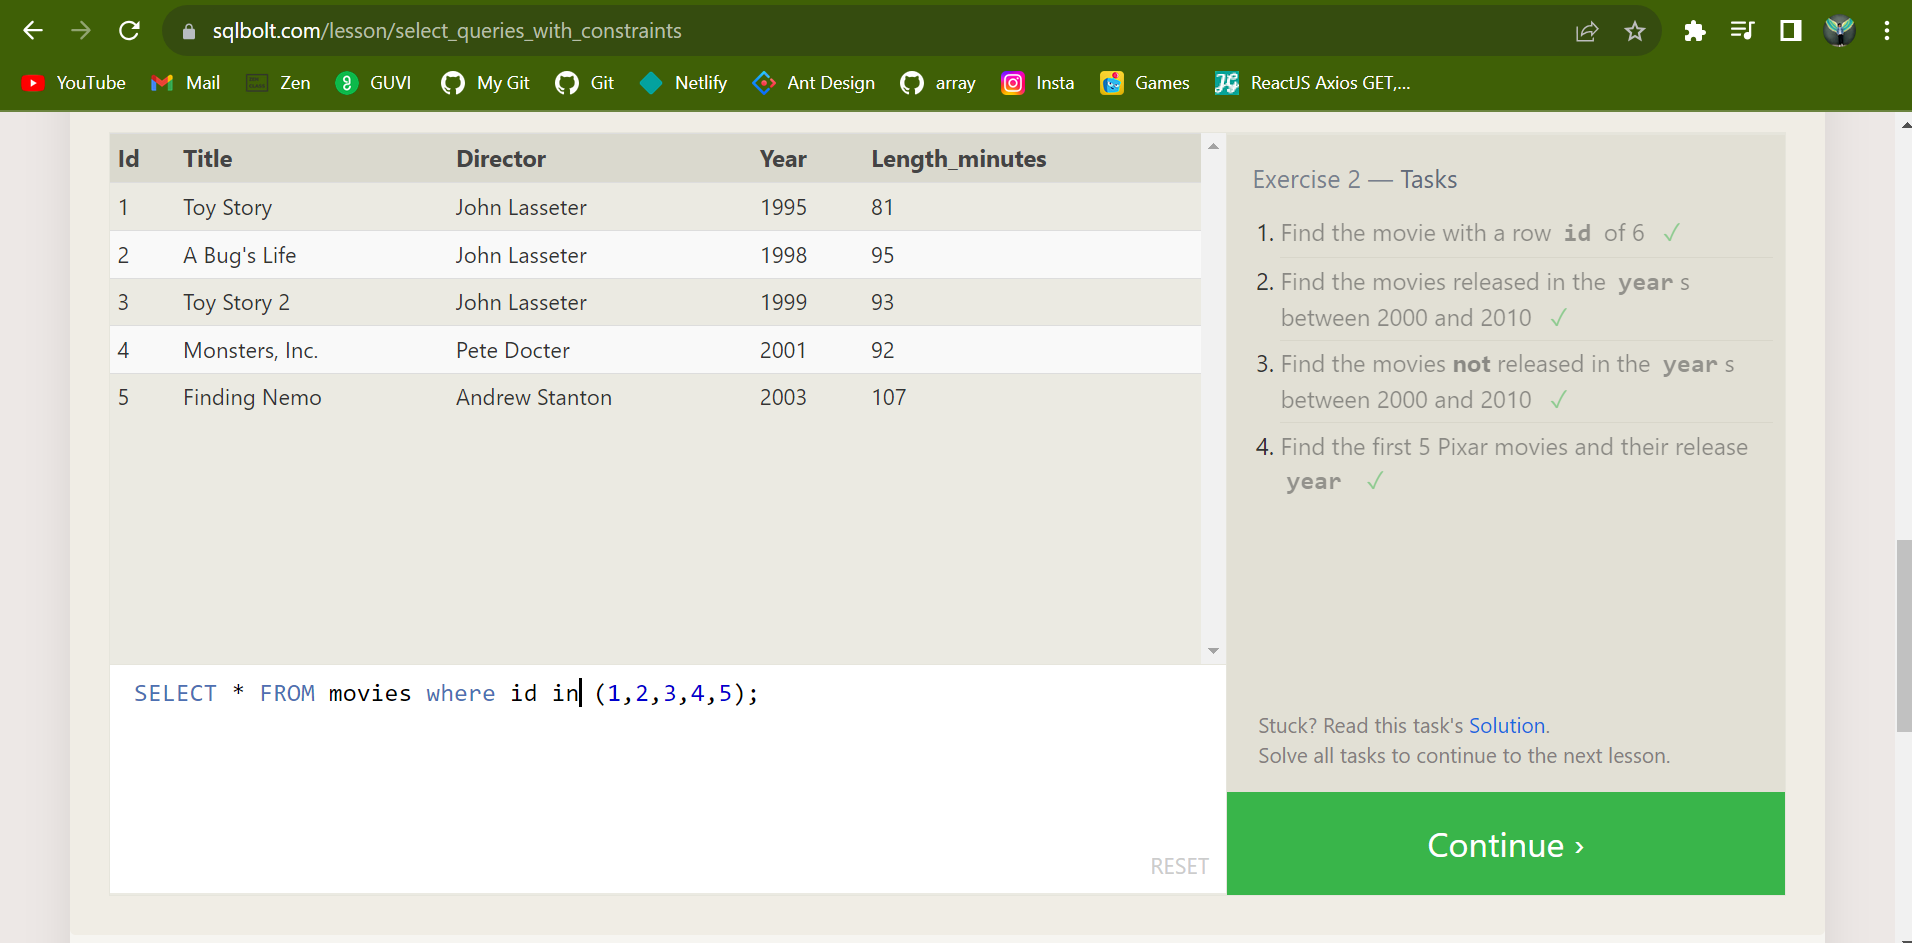 sqlbolt.com/lesson/select_queries_with_constraints
YouTube Mail Zen GUVI My Git Git Netlify Ant Design array Insta Games ReactJS Axios GET,...
Id Title Director Year Length_minutes
1 Toy Story John Lasseter 1995 81
2 A Bug's Life John Lasseter 1998 95
3 Toy Story 2 John Lasseter 1999 93
4 Monsters, Inc. Pete Docter 2001 92
5 Finding Nemo Andrew Stanton 2003 107
SELECT * FROM movies where id in (1,2,3,4,5);
RESET
Exercise 2 — Tasks
1. Find the movie with a row id of 6 ✓
2. Find the movies released in the year s
between 2000 and 2010 ✓
3. Find the movies not released in the year s
between 2000 and 2010 ✓
4. Find the first 5 Pixar movies and their release
year ✓
Stuck? Read this task's Solution.
Solve all tasks to continue to the next lesson.
Continue ›